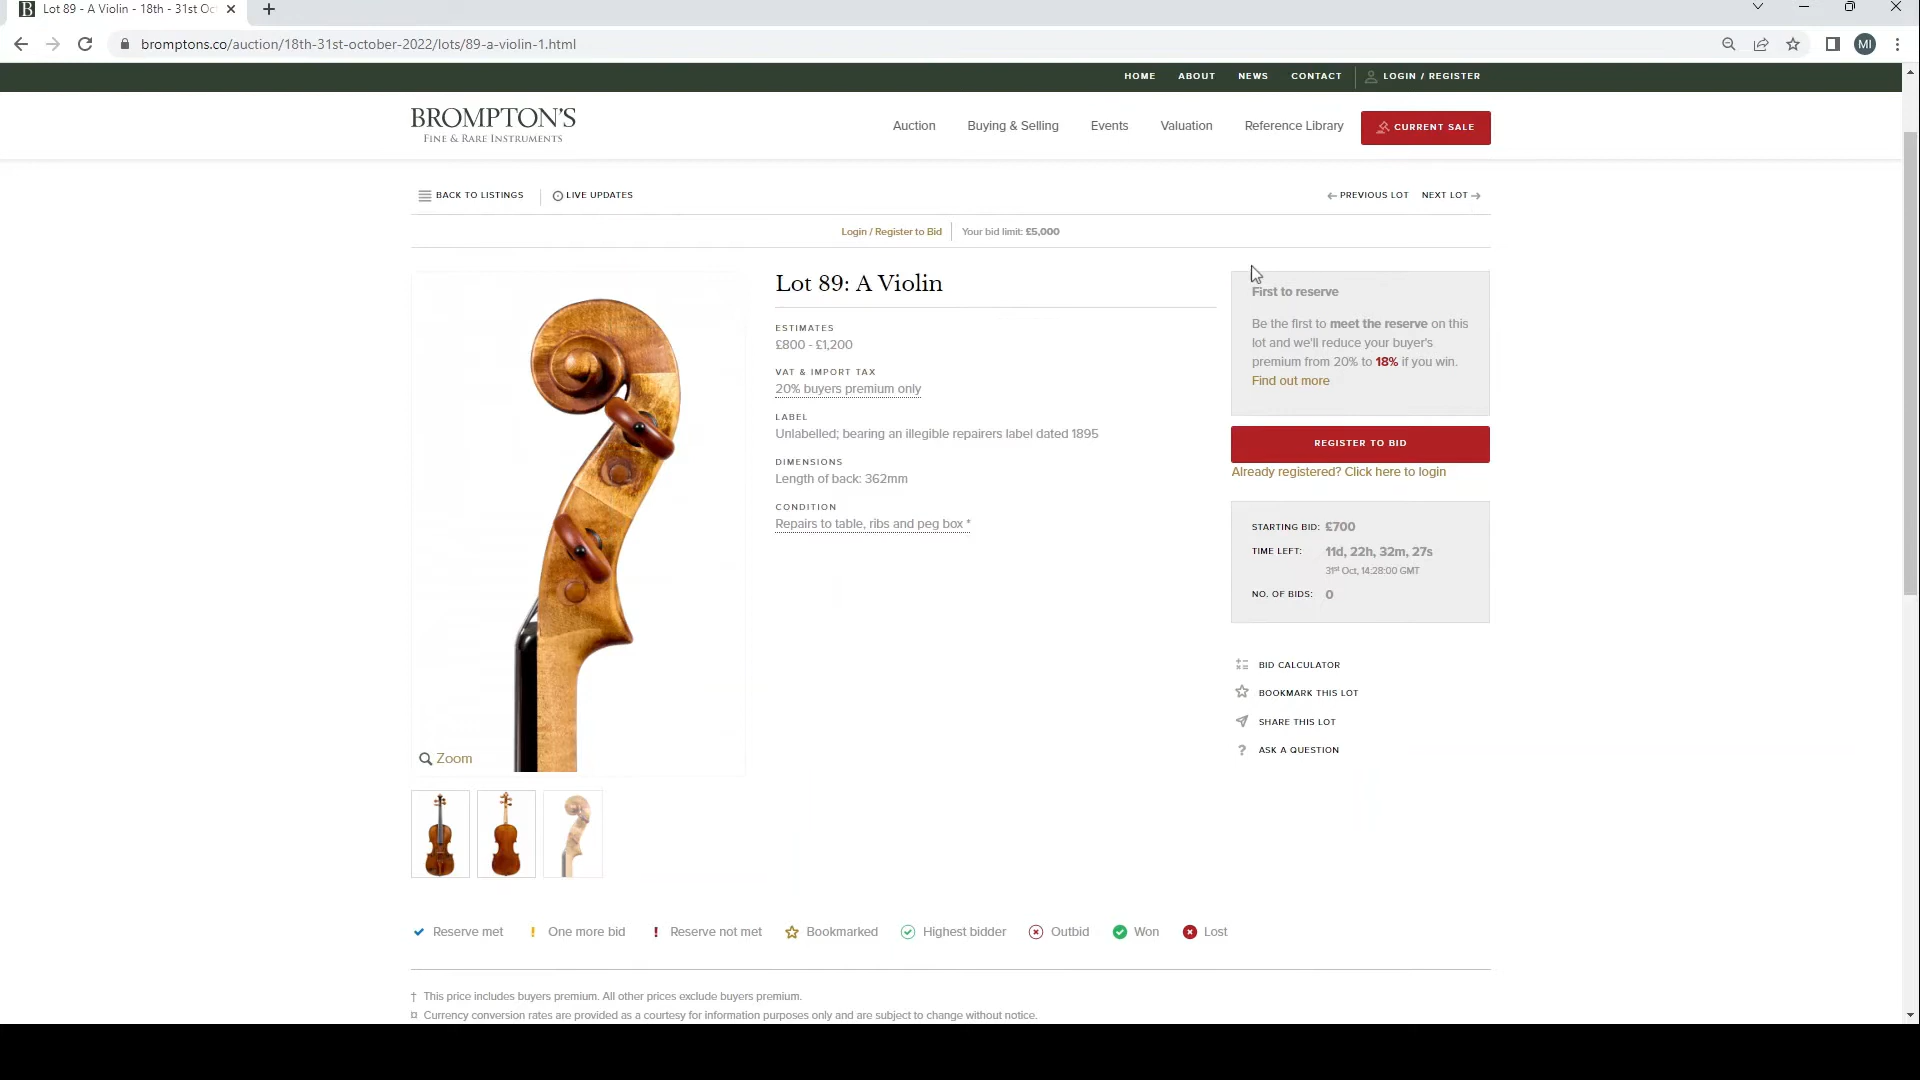 Lot 89 - A Violin - 18th - 31st Oc
bromptons.co/auction/18th-31st-october-2022/lots/89-a-violin-1.html
MI
HOME ABOUT NEWS CONTACT LOGIN / REGISTER
BROMPTON'S
FINE & RARE INSTRUMENTS
Auction Buying & Selling Events Valuation Reference Library CURRENT SALE
BACK TO LISTINGS LIVE UPDATES PREVIOUS LOT NEXT LOT
Login / Register to Bid Your bid limit: £5,000
Lot 89: A Violin
ESTIMATES
£800 - £1,200
VAT & IMPORT TAX
20% buyers premium only
LABEL
Unlabelled; bearing an illegible repairers label dated 1895
DIMENSIONS
Length of back: 362mm
CONDITION
Repairs to table, ribs and peg box *
First to reserve
Be the first to meet the reserve on this
lot and we'll reduce your buyer's
premium from 20% to 18% if you win.
Find out more
REGISTER TO BID
Already registered? Click here to login
STARTING BID: £700
TIME LEFT: 11d, 22h, 32m, 27s
31st Oct, 14:28:00 GMT
NO. OF BIDS: 0
BID CALCULATOR
BOOKMARK THIS LOT
SHARE THIS LOT
ASK A QUESTION
Zoom
Reserve met One more bid Reserve not met Bookmarked Highest bidder Outbid Won Lost
† This price includes buyers premium. All other prices exclude buyers premium.
¤ Currency conversion rates are provided as a courtesy for information purposes only and are subject to change without notice.